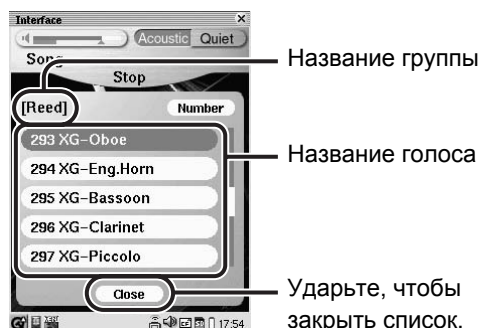 Interface ×
Acoustic Quiet
Song
Stop
[Reed] Number
293 XG-Oboe
294 XG-Eng.Horn
295 XG-Bassoon
296 XG-Clarinet
297 XG-Piccolo
Close
17:54
Название группы
Название голоса
Ударьте, чтобы
закрыть список.